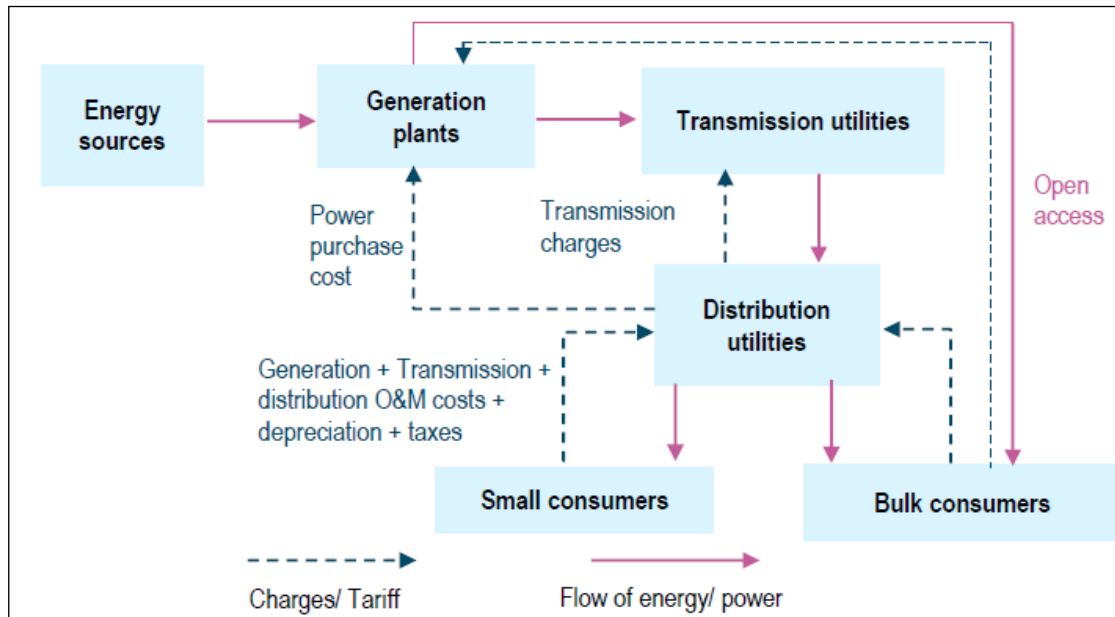 Energy
sources
Generation
plants
Transmission utilities
Open
access
Power
purchase
cost
Transmission
charges
Distribution
utilities
Generation + Transmission +
distribution O&M costs +
depreciation + taxes
Small consumers
Bulk consumers
Charges/ Tariff
Flow of energy/ power